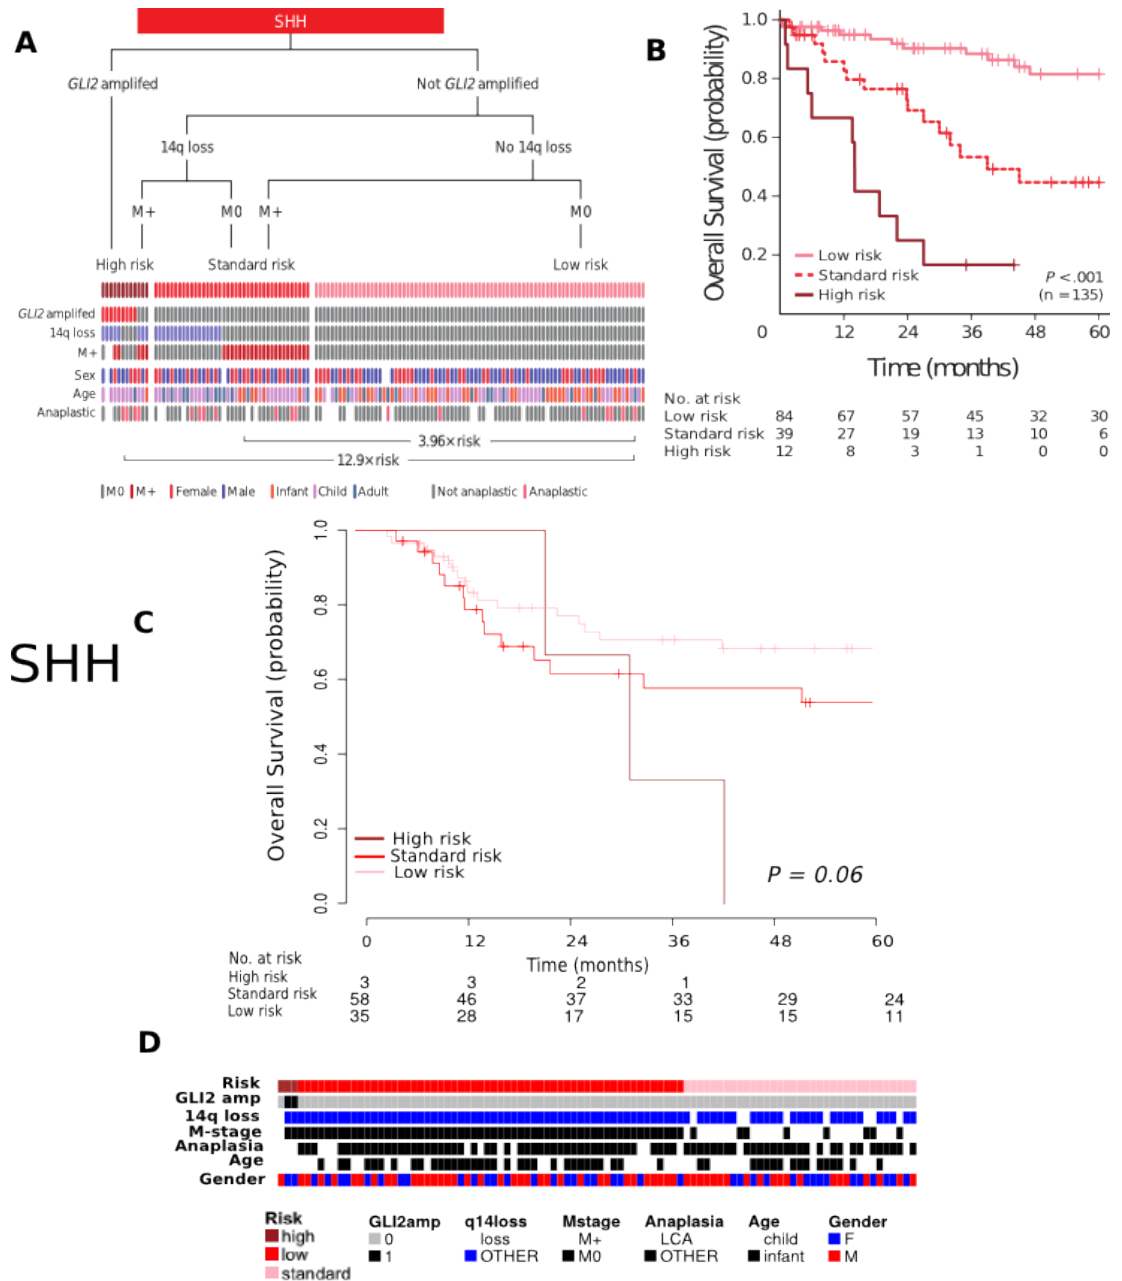 A
SHH
GLI2 amplifed
Not GLI2 amplified
14q loss
No 14q loss
M+
M0
M+
M0
High risk
Standard risk
Low risk
GLI2 amplifed
14q loss
M+
Sex
Age
Anaplastic
3.96×risk
12.9×risk
M0
M+
Female
Male
Infant
Child
Adult
Not anaplastic
Anaplastic
B
Overall Survival (probability)
1.0
0.8
0.6
0.4
0.2
Low risk
Standard risk
High risk
P <.001
(n =135)
0 12 24 36 48 60
Time (months)
No. at risk
Low risk 84 67 57 45 32 30
Standard risk 39 27 19 13 10 6
High risk 12 8 3 1 0 0
SHH
C
Overall Survival (probability)
1.0
0.8
0.6
0.4
0.2
0.0
High risk
Standard risk
Low risk
P = 0.06
0 12 24 36 48 60
Time (months)
No. at risk
High risk 3 3 2 1
Standard risk 58 46 37 33 29 24
Low risk 35 28 17 15 15 11
D
Risk
GLI2 amp
14q loss
M-stage
Anaplasia
Age
Gender
Risk
high
low
standard
GLI2amp
0
1
q14loss
loss
OTHER
Mstage
M+
M0
Anaplasia
LCA
OTHER
Age
child
infant
Gender
F
M